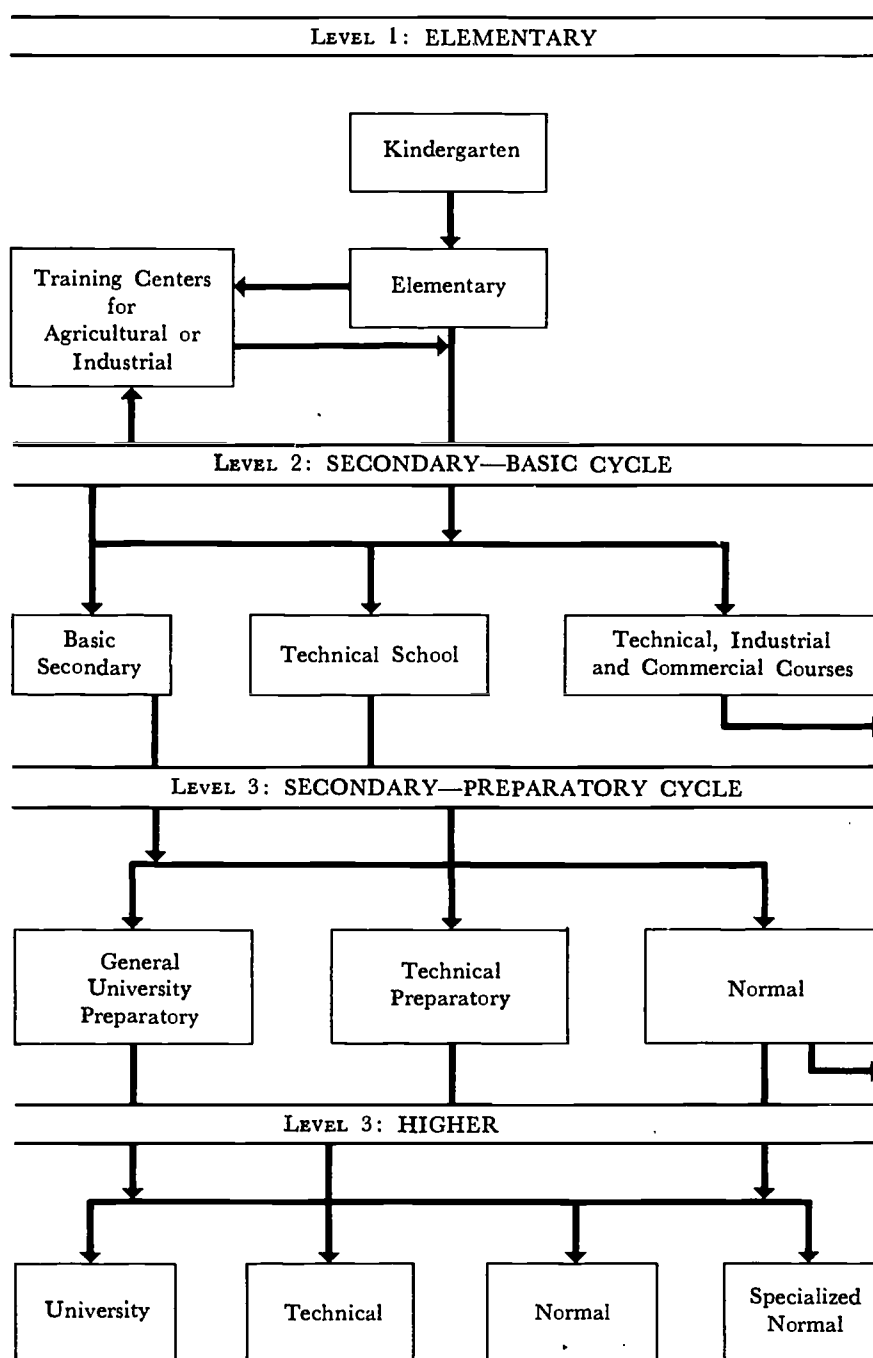 LEVEL 1: ELEMENTARY
Kindergarten
Training Centers
for
Agricultural or
Industrial
Elementary
LEVEL 2: SECONDARY—BASIC CYCLE
Basic
Secondary
Technical School
Technical, Industrial
and Commercial Courses
LEVEL 3: SECONDARY—PREPARATORY CYCLE
General
University
Preparatory
Technical
Preparatory
Normal
LEVEL 3: HIGHER
University
Technical
Normal
Specialized
Normal